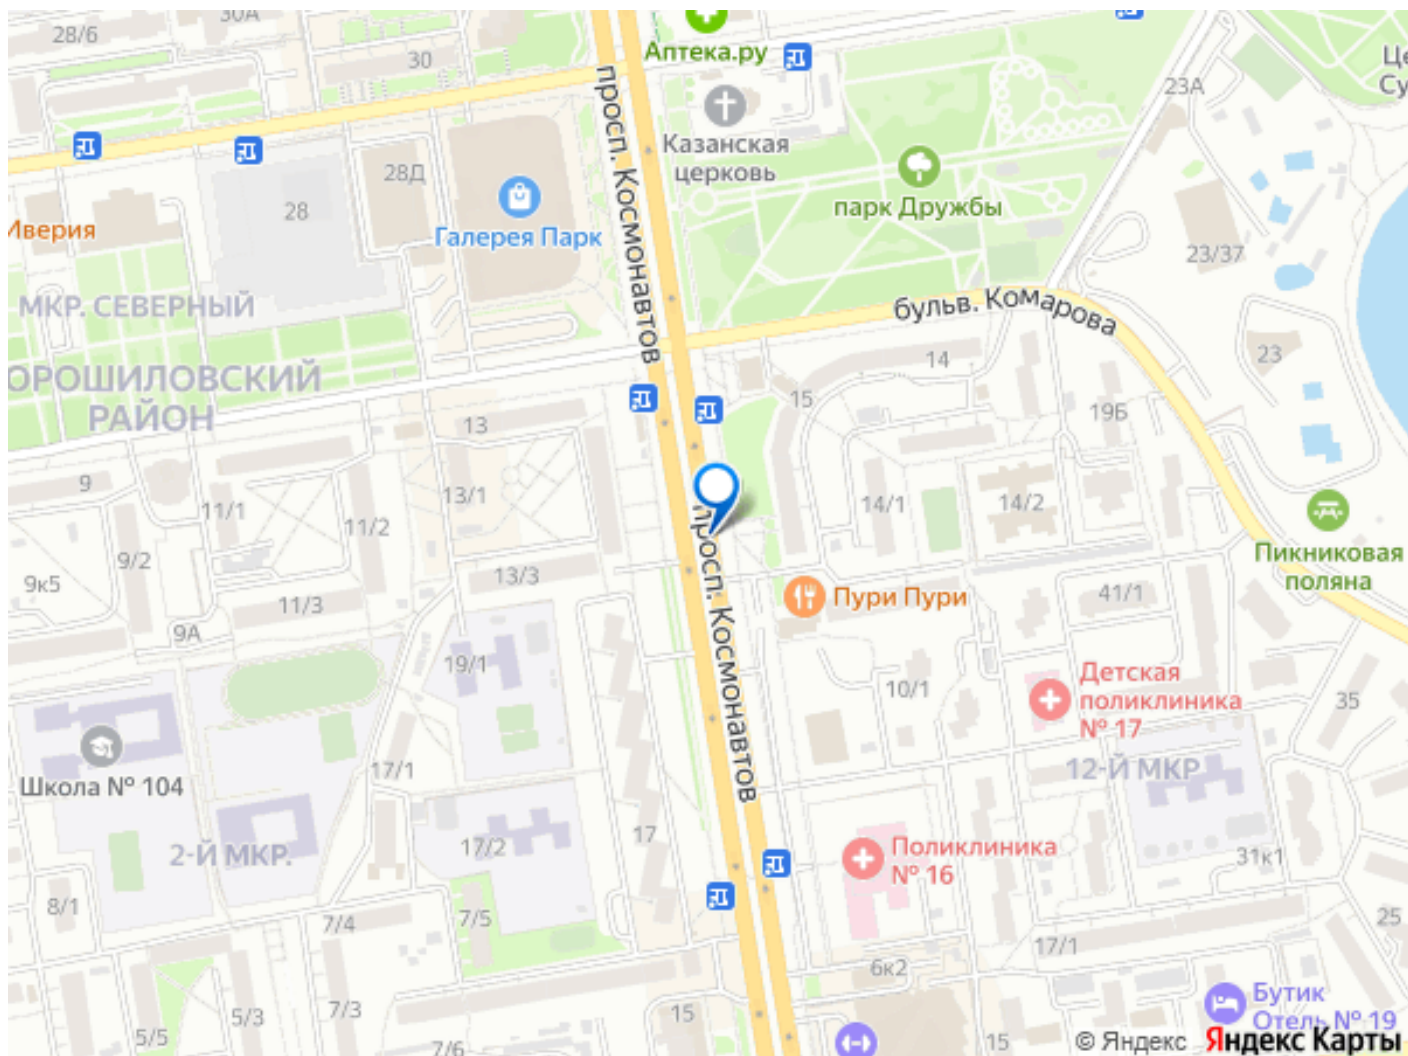 30А
28/6
Аптека.ру
30
Це
Су
23А
просп. Космонавтов
Казанская
церковь
28Д
парк Дружбы
28
Иверия
Галерея Парк
23/37
МКР. СЕВЕРНЫЙ
бульв. Комарова
ОРОШИЛОВСКИЙ
РАЙОН
14
23
15
19Б
13
9
13/1
11/1
11/2
14/1
14/2
Пикниковая
поляна
9/2
9к5
13/3
11/3
просп. Космонавтов
Пури Пури
41/1
9А
19/1
10/1
Детская
поликлиника
№ 17
35
Школа № 104
17/1
12-Й МКР
2-Й МКР.
17
17/2
Поликлиника
№ 16
31к1
8/1
7/4
7/5
25
17/1
6к2
5/3
7/3
5/5
15
7/6
15
Бутик
Отель № 19
© Яндекс Яндекс Карты